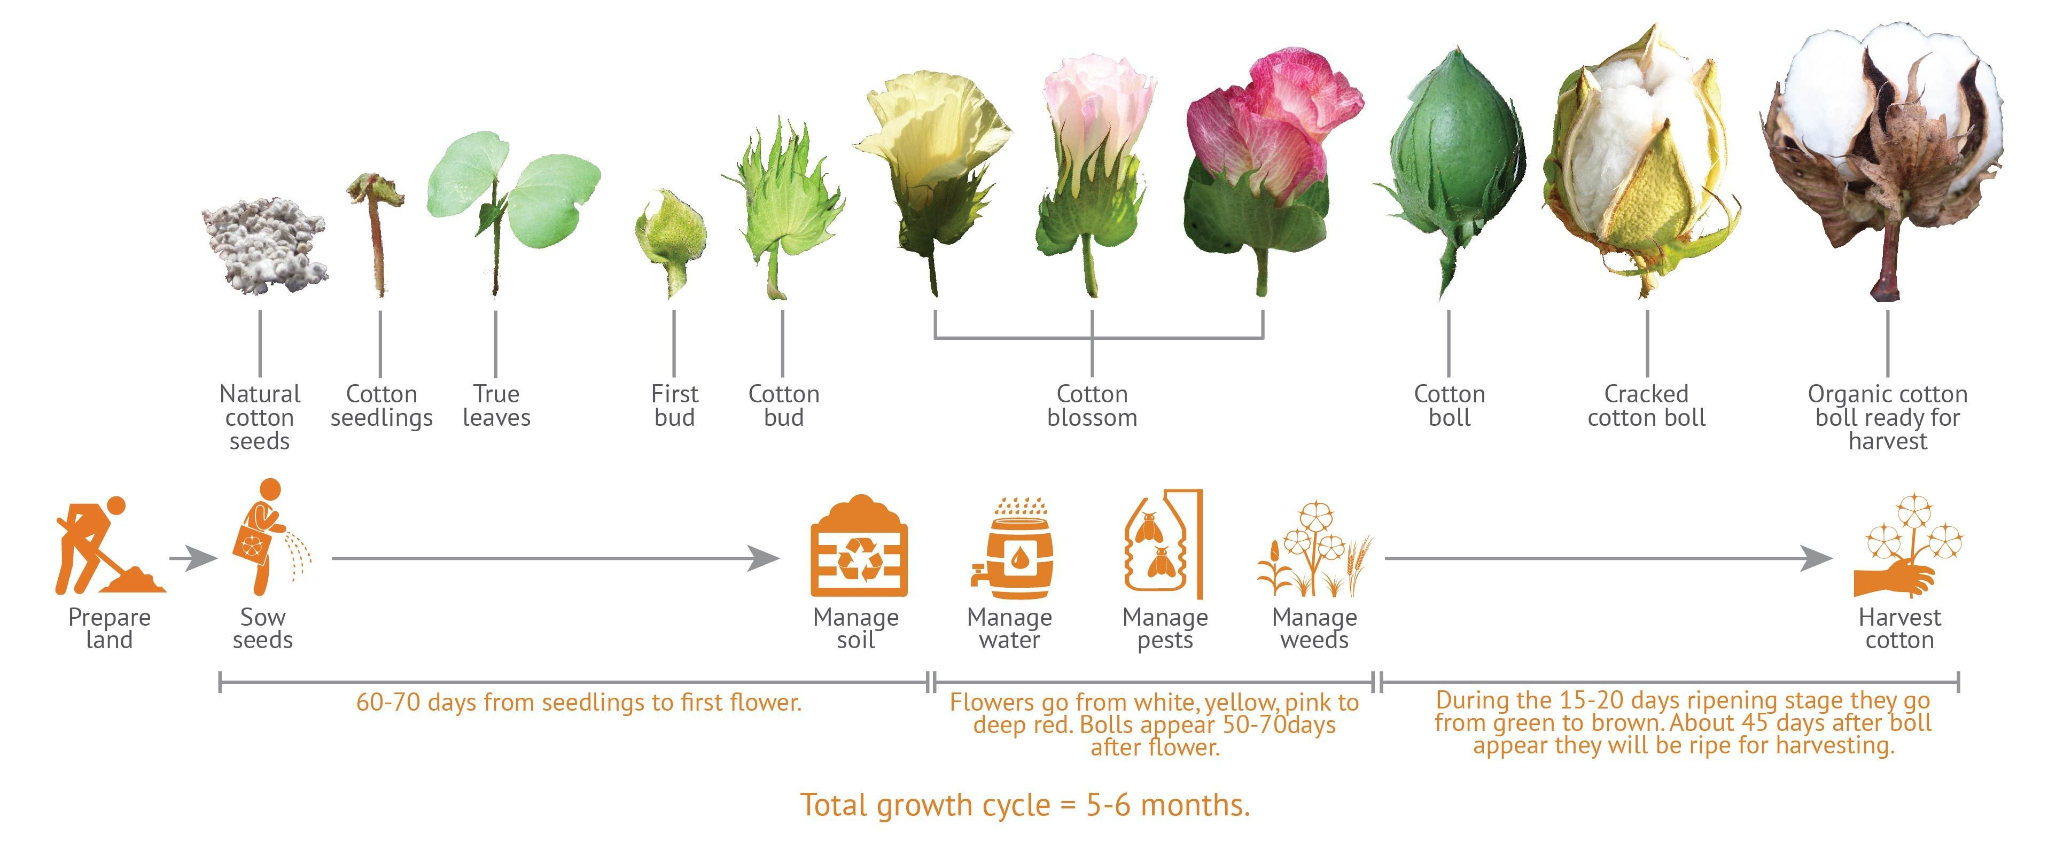 Natural
cotton
seeds
Cotton
seedlings
True
leaves
First
bud
Cotton
bud
Cotton
blossom
Cotton
boll
Cracked
cotton boll
Organic cotton
boll ready for
harvest
Prepare
land
Sow
seeds
Manage
soil
Manage
water
Manage
pests
Manage
weeds
Harvest
cotton
60-70 days from seedlings to first flower.
Flowers go from white, yellow, pink to
deep red. Bolls appear 50-70days
after flower.
During the 15-20 days ripening stage they go
from green to brown. About 45 days after boll
appear they will be ripe for harvesting.
Total growth cycle = 5-6 months.